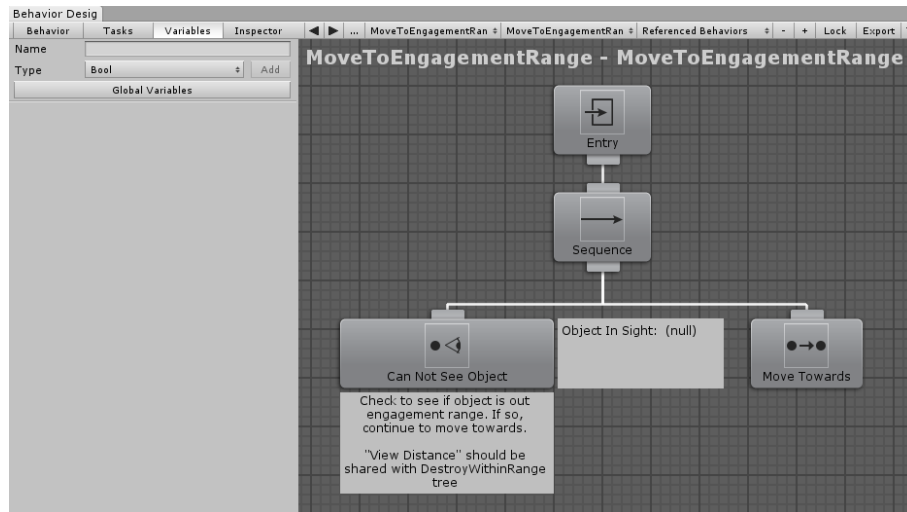 Behavior Desig
Behavior Tasks Variables Inspector
... MoveToEngagementRan MoveToEngagementRan Referenced Behaviors - + Lock Export
Name
Type Bool Add
Global Variables
MoveToEngagementRange - MoveToEngagementRange
Entry
Sequence
Can Not See Object
Object In Sight: (null)
Move Towards
Check to see if object is out
engagement range. If so,
continue to move towards.
"View Distance" should be
shared with DestroyWithinRange
tree